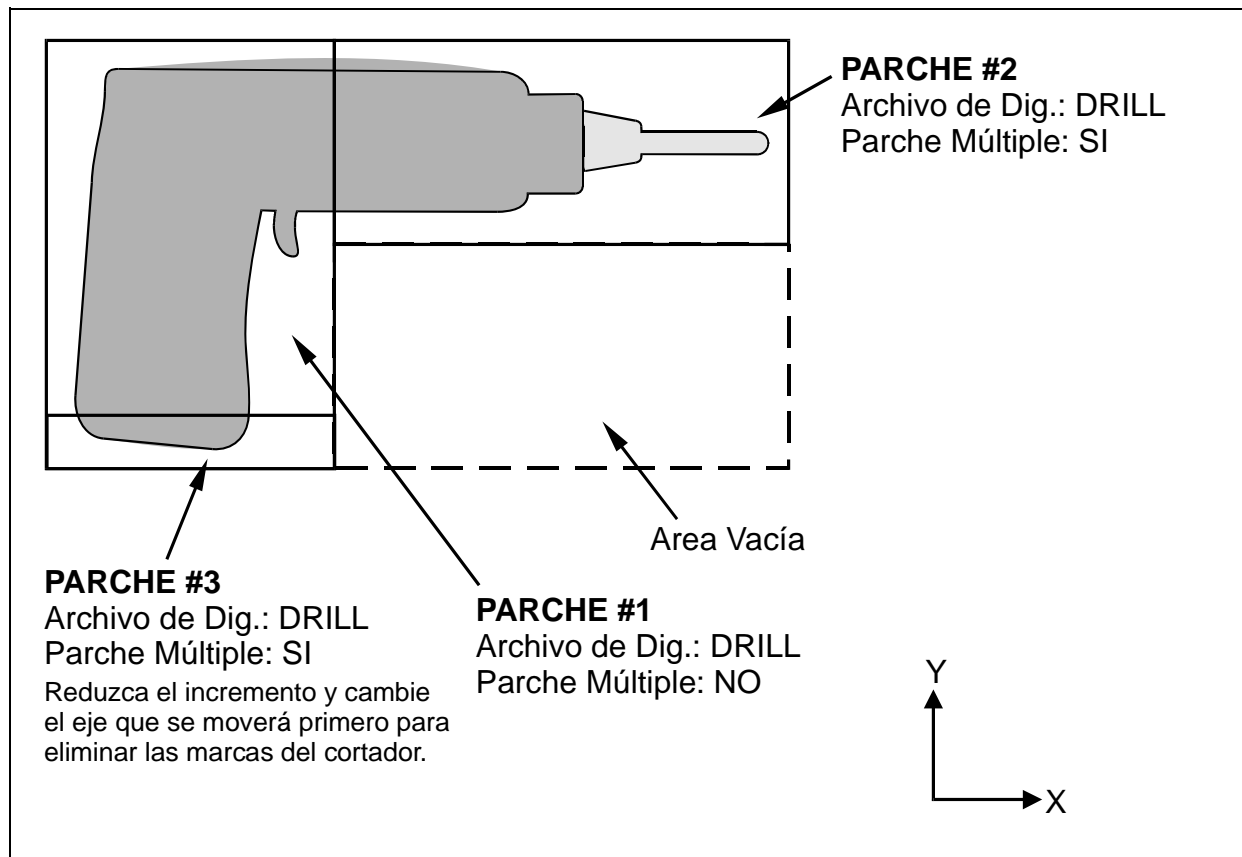 PARCHE #2
Archivo de Dig.: DRILL
Parche Múltiple: SI
Area Vacía
PARCHE #3
Archivo de Dig.: DRILL
Parche Múltiple: SI
Reduzca el incremento y cambie
el eje que se moverá primero para
eliminar las marcas del cortador.
PARCHE #1
Archivo de Dig.: DRILL
Parche Múltiple: NO
Y
X